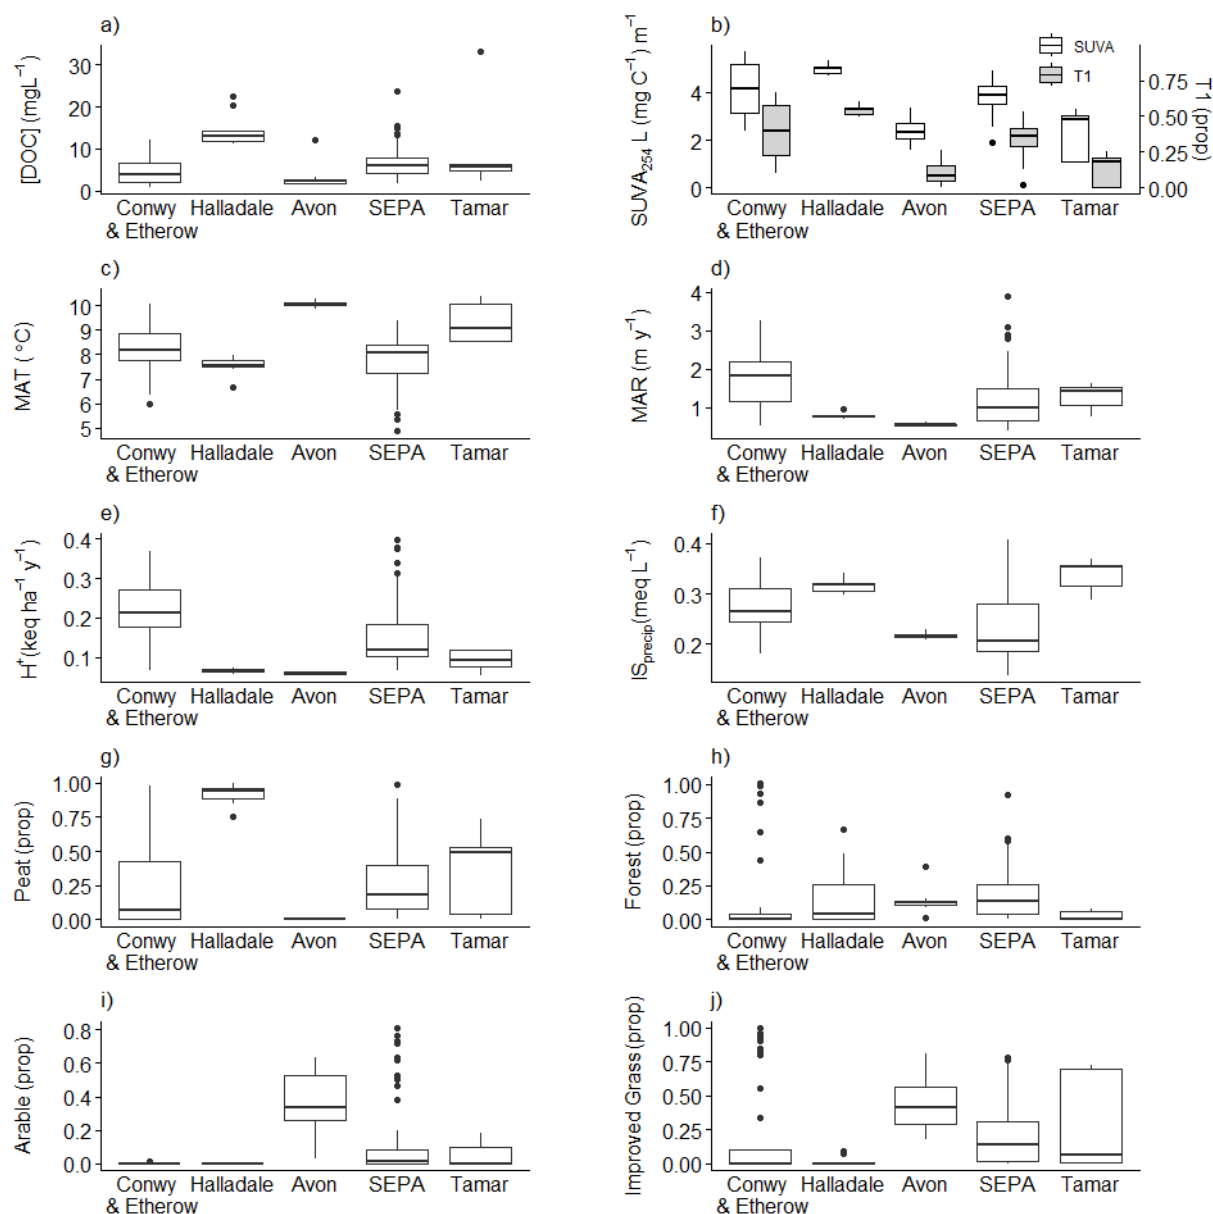 a)
[DOC] (mgL⁻¹)
30
20
10
0
Conwy Halladale Avon SEPA Tamar
& Etherow
b)
SUVA₂₅₄ L (mg C⁻¹) m⁻¹
4
2
0
SUVA
T1
0.75
0.50
0.25
0.00
T1 (prop)
Conwy Halladale Avon SEPA Tamar
& Etherow
c)
MAT (°C)
10
9
8
7
6
5
Conwy Halladale Avon SEPA Tamar
& Etherow
d)
MAR (m y⁻¹)
4
3
2
1
Conwy Halladale Avon SEPA Tamar
& Etherow
e)
H⁺(keq ha⁻¹ y⁻¹)
0.4
0.3
0.2
0.1
Conwy Halladale Avon SEPA Tamar
& Etherow
f)
ISprecip(meq L⁻¹)
0.4
0.3
0.2
Conwy Halladale Avon SEPA Tamar
& Etherow
g)
Peat (prop)
1.00
0.75
0.50
0.25
0.00
Conwy Halladale Avon SEPA Tamar
& Etherow
h)
Forest (prop)
1.00
0.75
0.50
0.25
0.00
Conwy Halladale Avon SEPA Tamar
& Etherow
i)
Arable (prop)
0.8
0.6
0.4
0.2
0.0
Conwy Halladale Avon SEPA Tamar
& Etherow
j)
Improved Grass (prop)
1.00
0.75
0.50
0.25
0.00
Conwy Halladale Avon SEPA Tamar
& Etherow